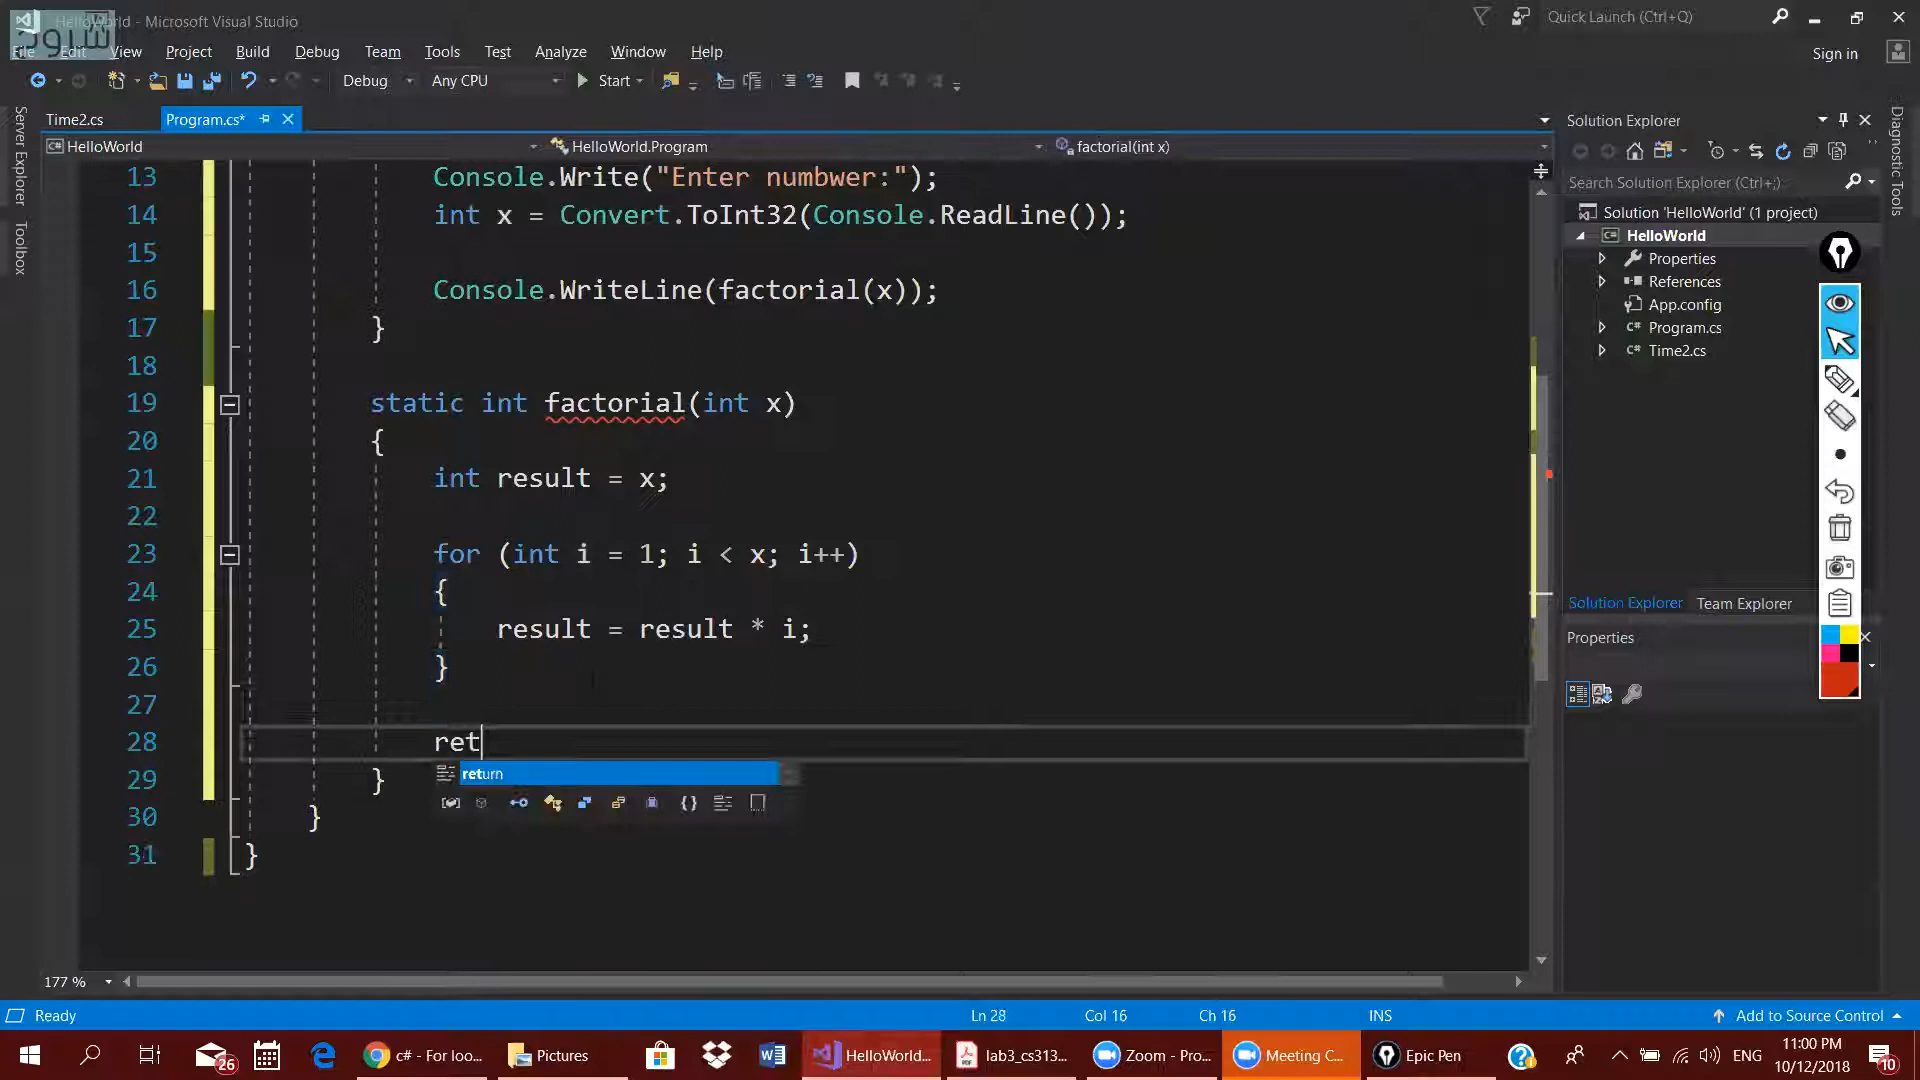 HelloWorld - Microsoft Visual Studio
Quick Launch (Ctrl+Q)
File Edit View Project Build Debug Team Tools Test Analyze Window Help
Sign in
Debug Any CPU Start
Time2.cs Program.cs*
HelloWorld HelloWorld.Program factorial(int x)
Server Explorer
Toolbox
13 Console.Write("Enter numbwer:");
14 int x = Convert.ToInt32(Console.ReadLine());
15
16 Console.WriteLine(factorial(x));
17 }
18
19 static int factorial(int x)
20 {
21 int result = x;
22
23 for (int i = 1; i < x; i++)
24 {
25 result = result * i;
26 }
27
28 ret
return
29 }
30 }
31 }
177 %
Solution Explorer
Search Solution Explorer (Ctrl+;)
Solution 'HelloWorld' (1 project)
HelloWorld
Properties
References
App.config
C# Program.cs
C# Time2.cs
Solution Explorer Team Explorer
Properties
Diagnostic Tools
Ready Ln 28 Col 16 Ch 16 INS Add to Source Control
26 c# - For loo... Pictures HelloWorld... lab3_cs313... Zoom - Pro... Meeting C... Epic Pen ENG 11:00 PM
10/12/2018
10